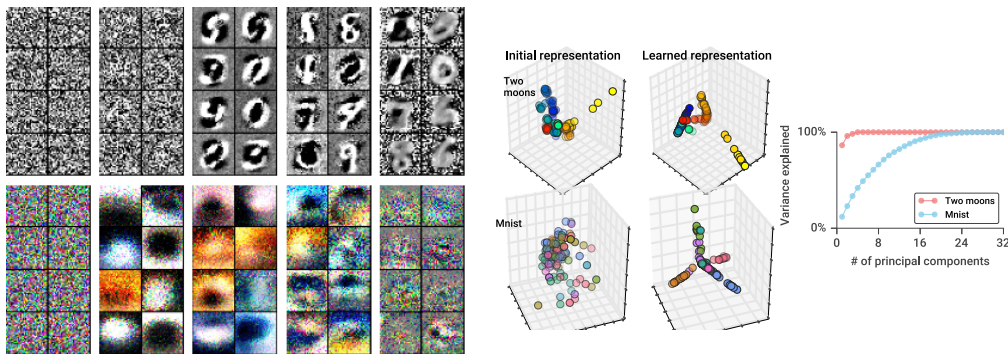 Initial representation
Learned representation
Two
moons
Mnist
Variance explained
100%
0%
Two moons
Mnist
0
8
16
24
32
# of principal components